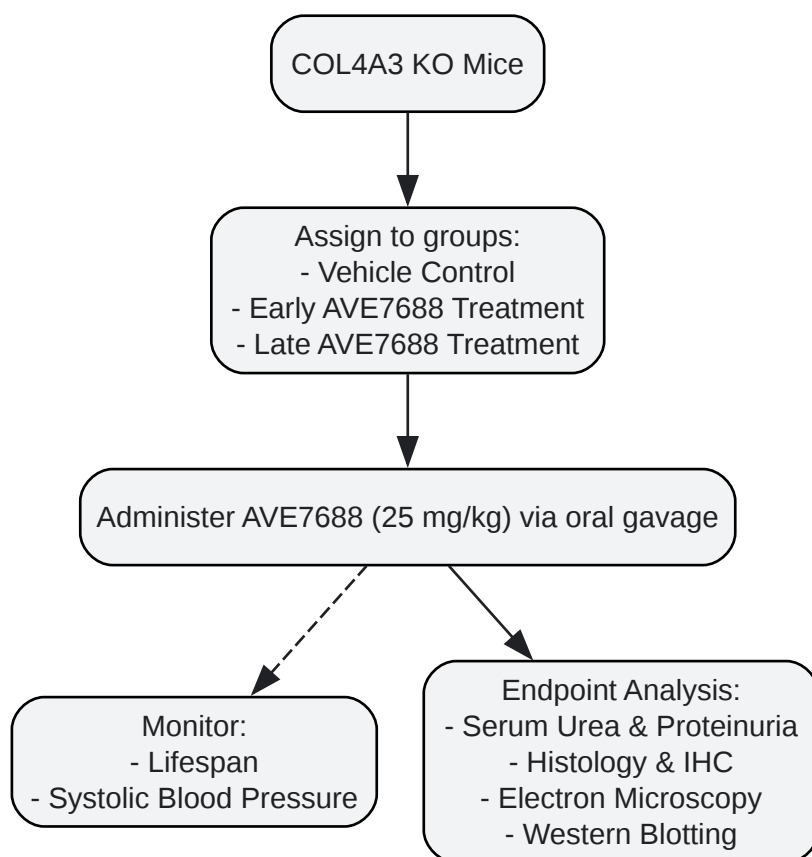 COL4A3 KO Mice
Assign to groups:
- Vehicle Control
- Early AVE7688 Treatment
- Late AVE7688 Treatment
Administer AVE7688 (25 mg/kg) via oral gavage
Monitor:
- Lifespan
- Systolic Blood Pressure
Endpoint Analysis:
- Serum Urea & Proteinuria
- Histology & IHC
- Electron Microscopy
- Western Blotting